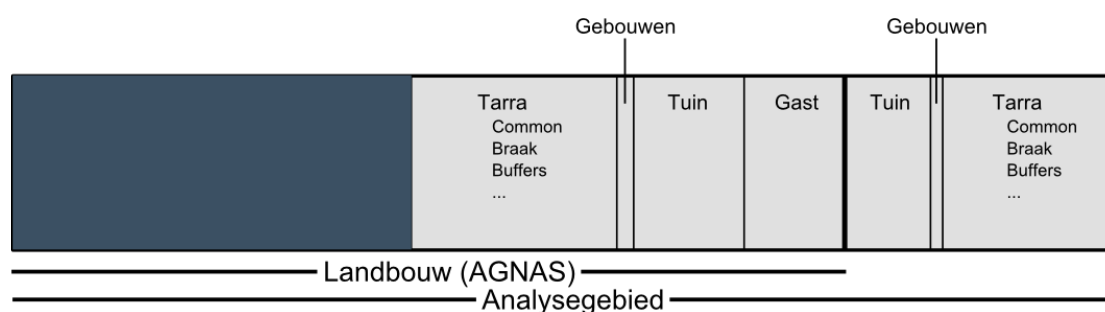 Gebouwen
Gebouwen
Tarra
Common
Braak
Buffers
...
Tuin
Gast
Tuin
Tarra
Common
Braak
Buffers
...
Landbouw (AGNAS)
Analysegebied